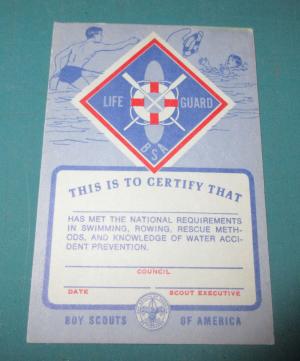 LIFE GUARD
BSA
THIS IS TO CERTIFY THAT
HAS MET THE NATIONAL REQUIREMENTS
IN SWIMMING, ROWING, RESCUE METH-
ODS, AND KNOWLEDGE OF WATER ACCI-
DENT PREVENTION.
COUNCIL
DATE SCOUT EXECUTIVE
BOY SCOUTS OF AMERICA